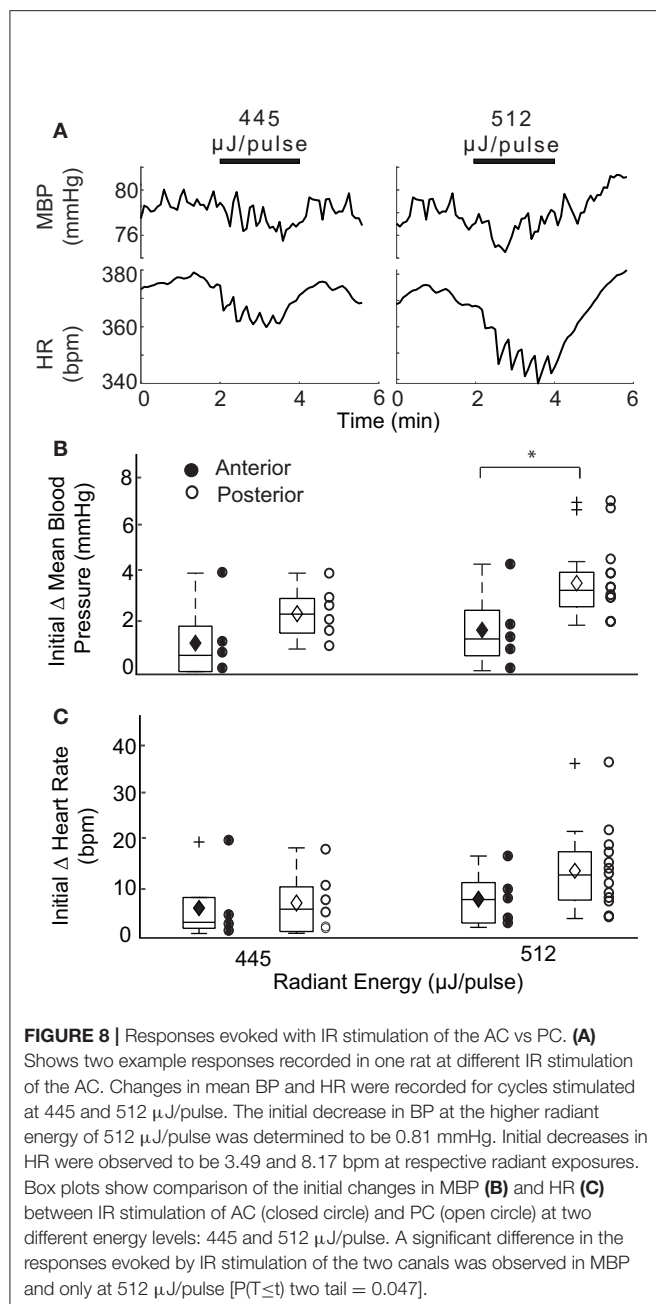 A
445
μJ/pulse
512
μJ/pulse
MBP
(mmHg)
80
76
HR
(bpm)
380
360
340
0
2
4
6
0
2
4
6
Time (min)
B
Anterior
Posterior
*
Initial Δ Mean Blood
Pressure (mmHg)
8
6
4
2
0
C
Initial Δ Heart Rate
(bpm)
40
30
20
10
0
445
512
Radiant Energy (μJ/pulse)
FIGURE 8 | Responses evoked with IR stimulation of the AC vs PC. (A)
Shows two example responses recorded in one rat at different IR stimulation
of the AC. Changes in mean BP and HR were recorded for cycles stimulated
at 445 and 512 μJ/pulse. The initial decrease in BP at the higher radiant
energy of 512 μJ/pulse was determined to be 0.81 mmHg. Initial decreases in
HR were observed to be 3.49 and 8.17 bpm at respective radiant exposures.
Box plots show comparison of the initial changes in MBP (B) and HR (C)
between IR stimulation of AC (closed circle) and PC (open circle) at two
different energy levels: 445 and 512 μJ/pulse. A significant difference in the
responses evoked by IR stimulation of the two canals was observed in MBP
and only at 512 μJ/pulse [P(T≤t) two tail = 0.047].